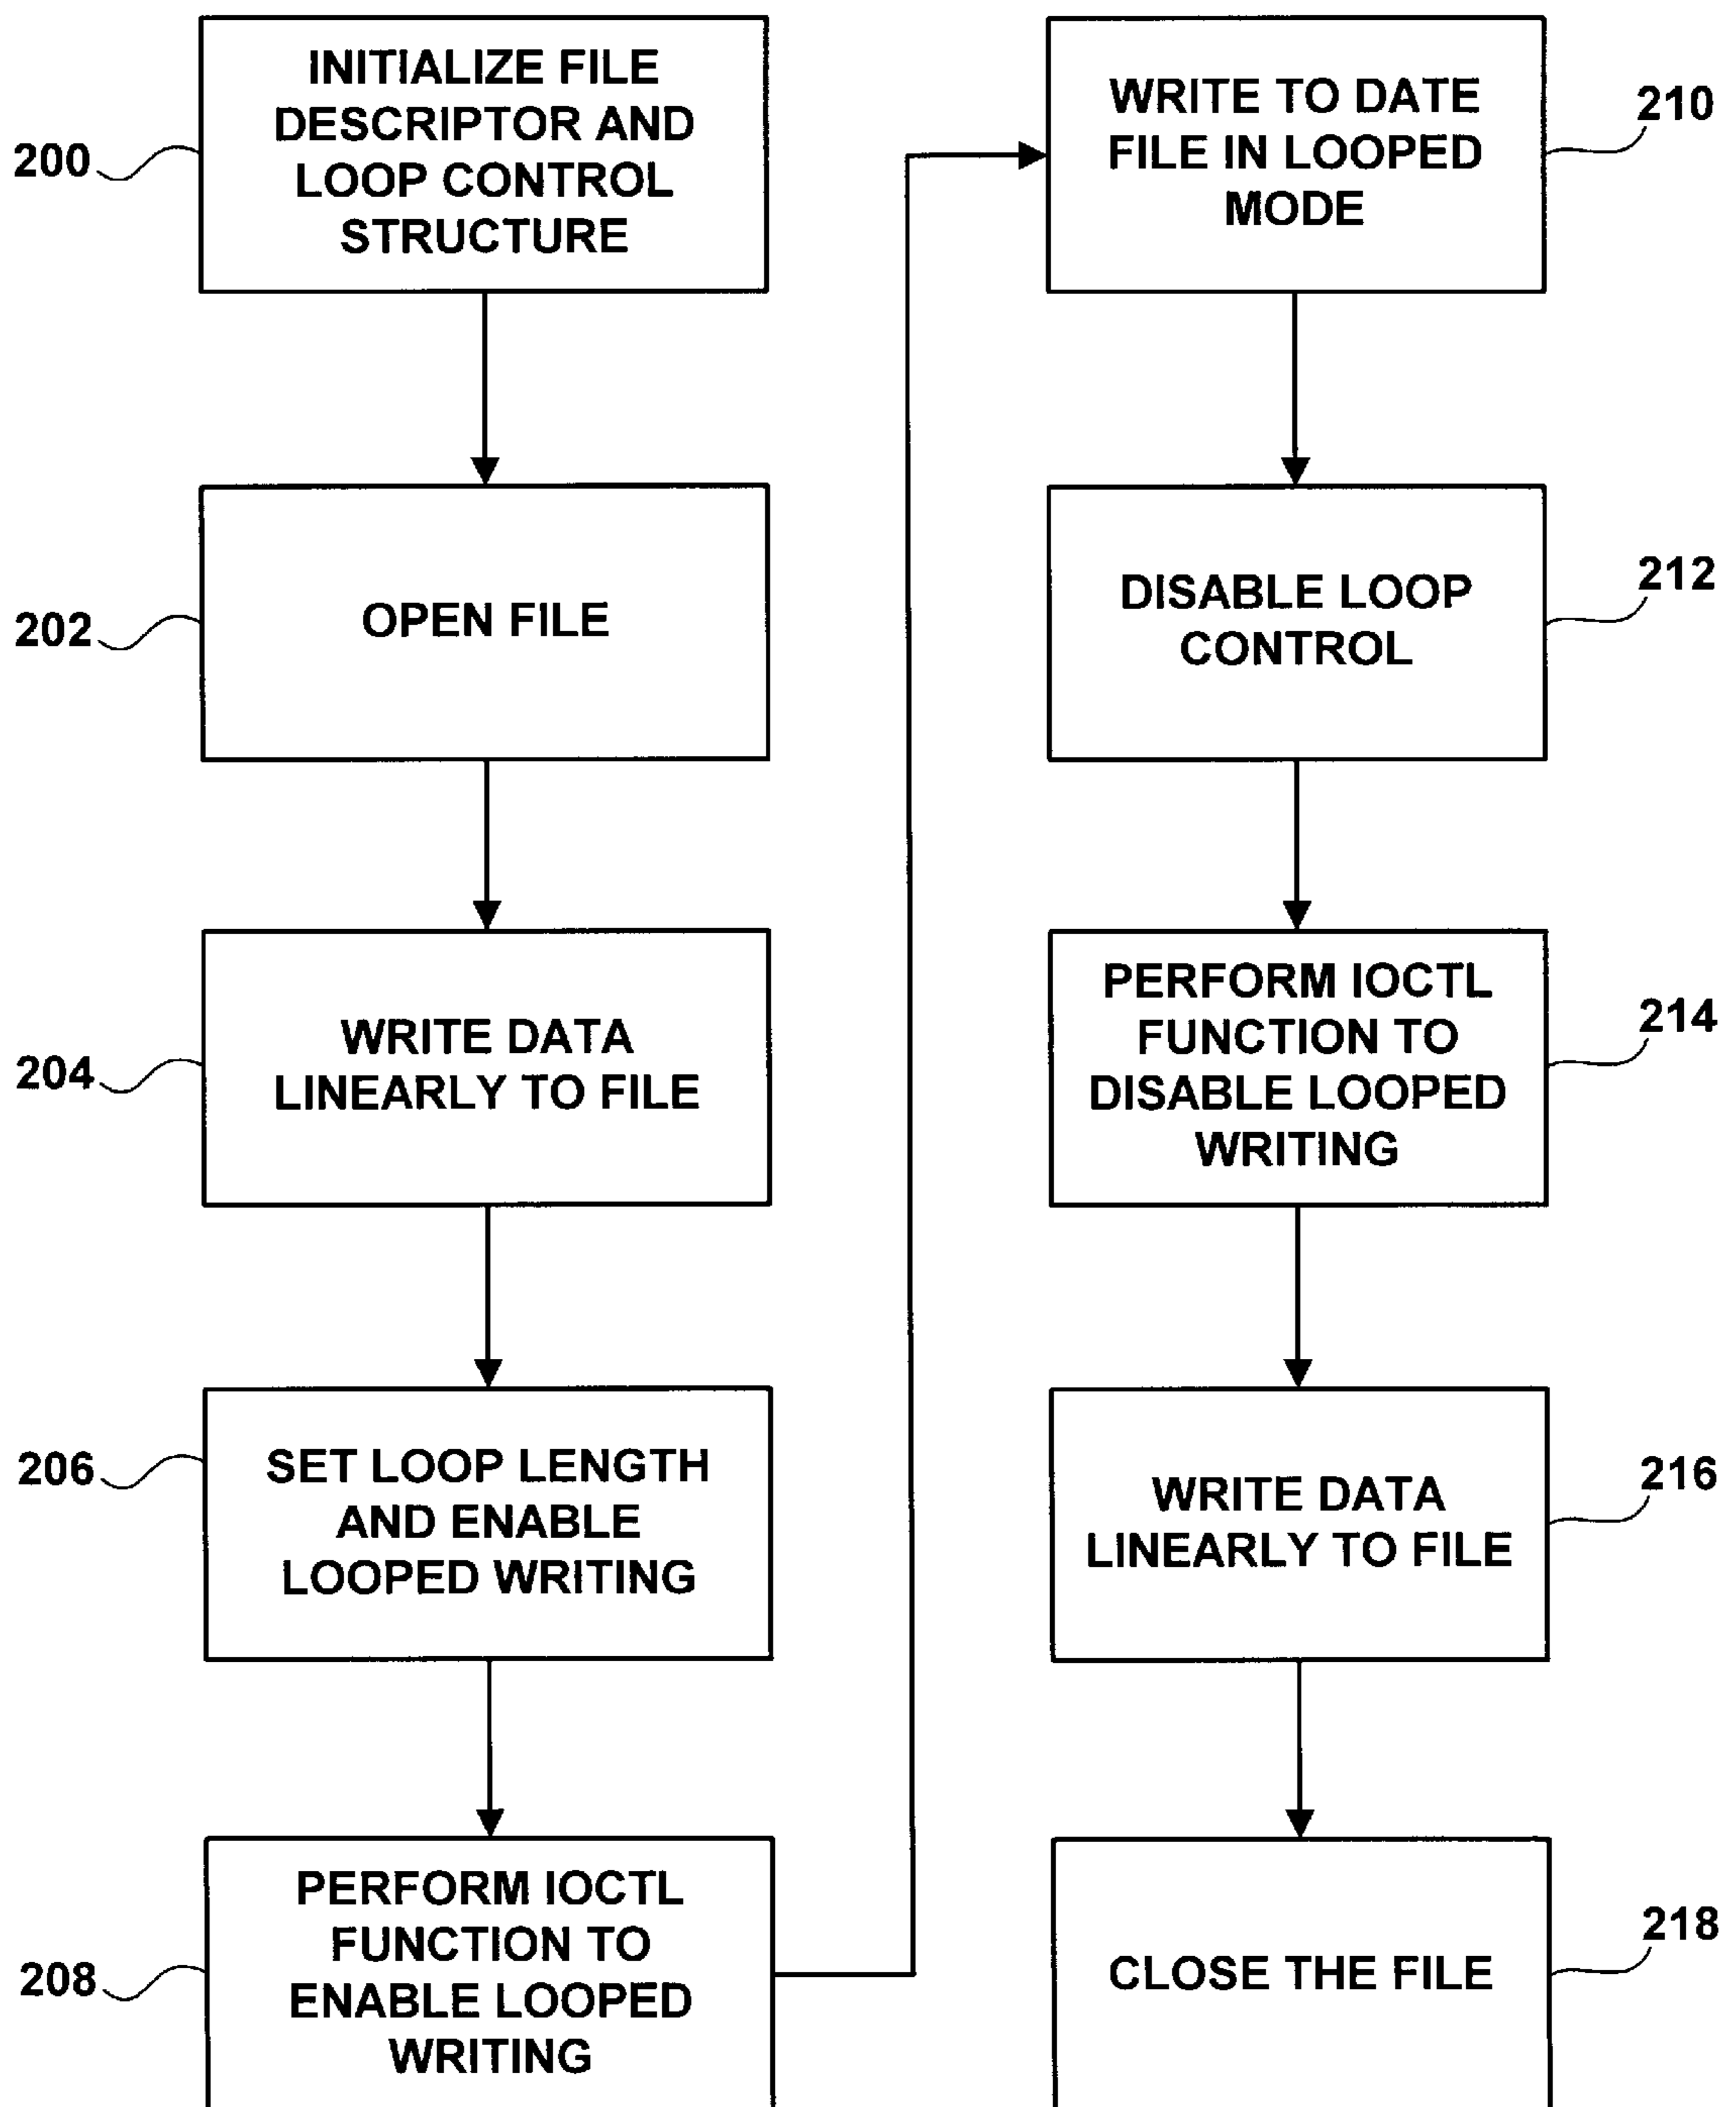 200
INITIALIZE FILE
DESCRIPTOR AND
LOOP CONTROL
STRUCTURE
202
OPEN FILE
204
WRITE DATA
LINEARLY TO FILE
206
SET LOOP LENGTH
AND ENABLE
LOOPED WRITING
208
PERFORM IOCTL
FUNCTION TO
ENABLE LOOPED
WRITING
WRITE TO DATE
FILE IN LOOPED
MODE
210
DISABLE LOOP
CONTROL
212
PERFORM IOCTL
FUNCTION TO
DISABLE LOOPED
WRITING
214
WRITE DATA
LINEARLY TO FILE
216
CLOSE THE FILE
218